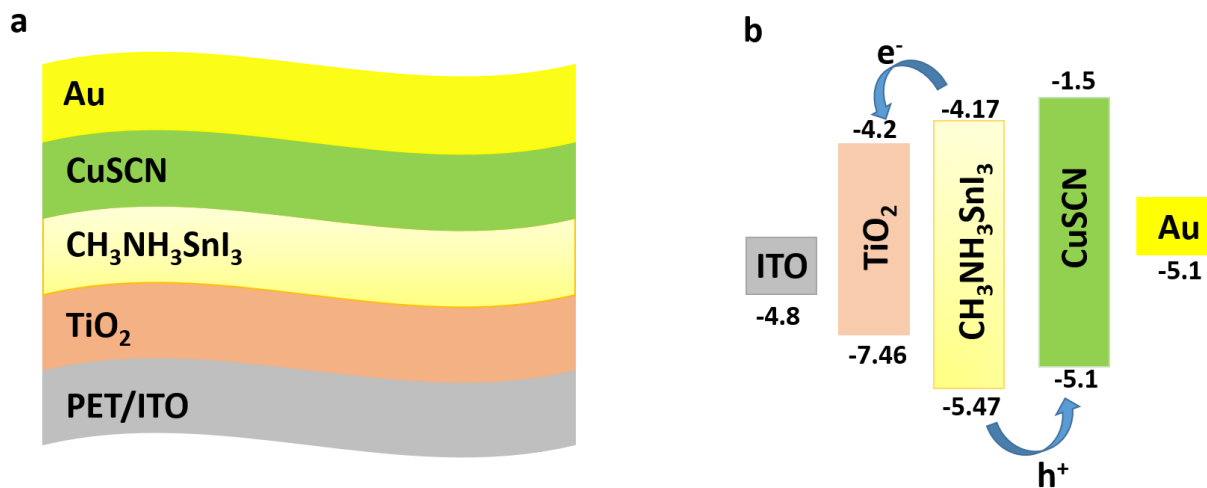 a
Au
CuSCN
CH₃NH₃SnI₃
TiO₂
PET/ITO
b
e⁻
-1.5
-4.17
-4.2
ITO
TiO₂
CH₃NH₃SnI₃
CuSCN
Au
-4.8
-5.1
-7.46
-5.1
-5.47
h⁺